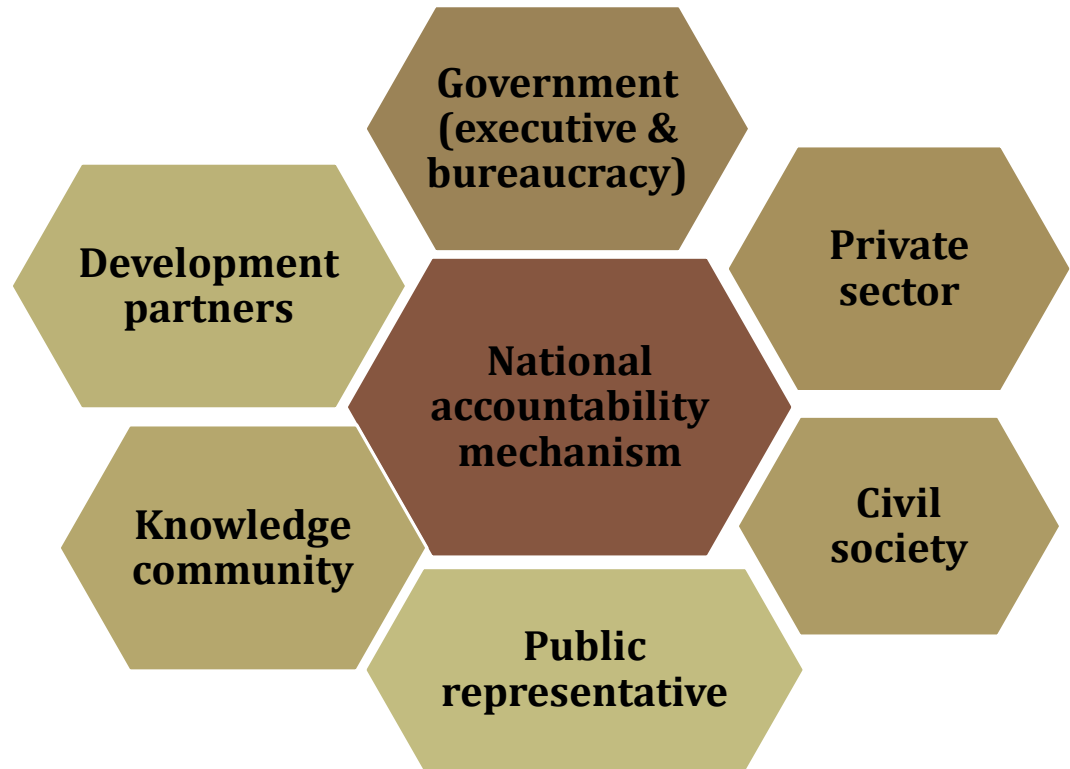 Government
(executive &
bureaucracy)
Development
partners
Private
sector
National
accountability
mechanism
Knowledge
community
Civil
society
Public
representative